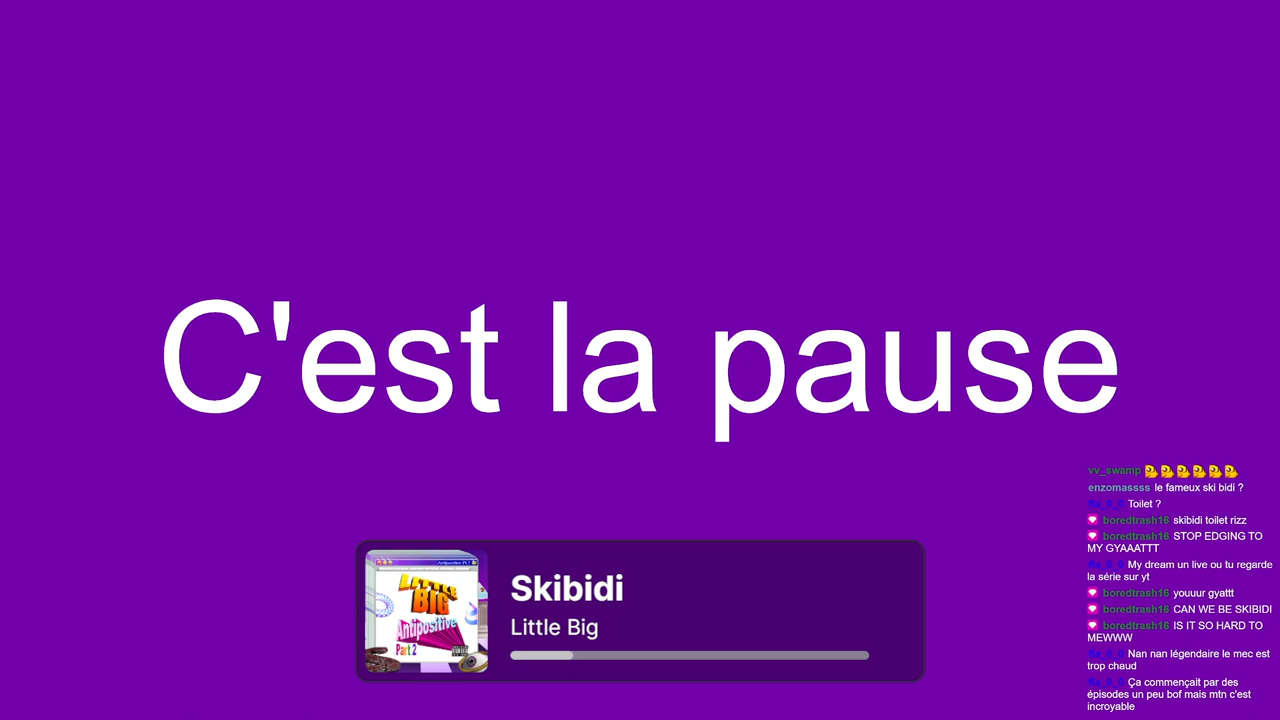 C'est la pause
vv_swamp
enzomassss le fameux ski bidi ?
Toilet ?
boredtrash16 skibidi toilet rizz
boredtrash16 STOP EDGING TO
MY GYAAATTT
My dream un live ou tu regarde
la série sur yt
boredtrash16 youuur gyattt
boredtrash16 CAN WE BE SKIBIDI
boredtrash16 IS IT SO HARD TO
MEWWW
Nan nan légendaire le mec est
trop chaud
Ça commençait par des
épisodes un peu bof mais mtn c'est
incroyable
LITTLE
BIG
Antipositive
Part 2
Skibidi
Little Big